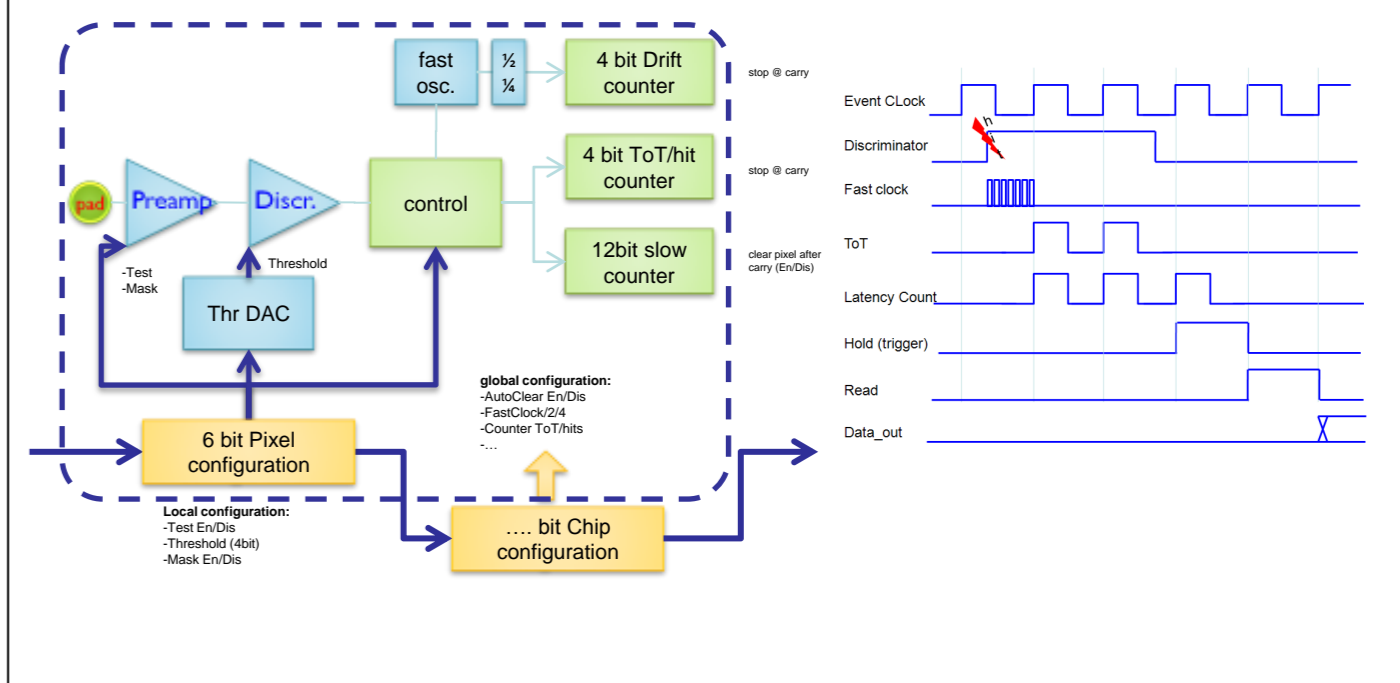 fast
osc.
½
¼
4 bit Drift
counter
stop @ carry
4 bit ToT/hit
counter
stop @ carry
pad
Preamp
Discr.
control
12bit slow
counter
clear pixel after
carry (En/Dis)
-Test
-Mask
Threshold
Thr DAC
global configuration:
-AutoClear En/Dis
-FastClock/2/4
-Counter ToT/hits
-...
6 bit Pixel
configuration
Local configuration:
-Test En/Dis
-Threshold (4bit)
-Mask En/Dis
.... bit Chip
configuration
Event CLock
hit
Discriminator
Fast clock
ToT
Latency Count
Hold (trigger)
Read
Data_out